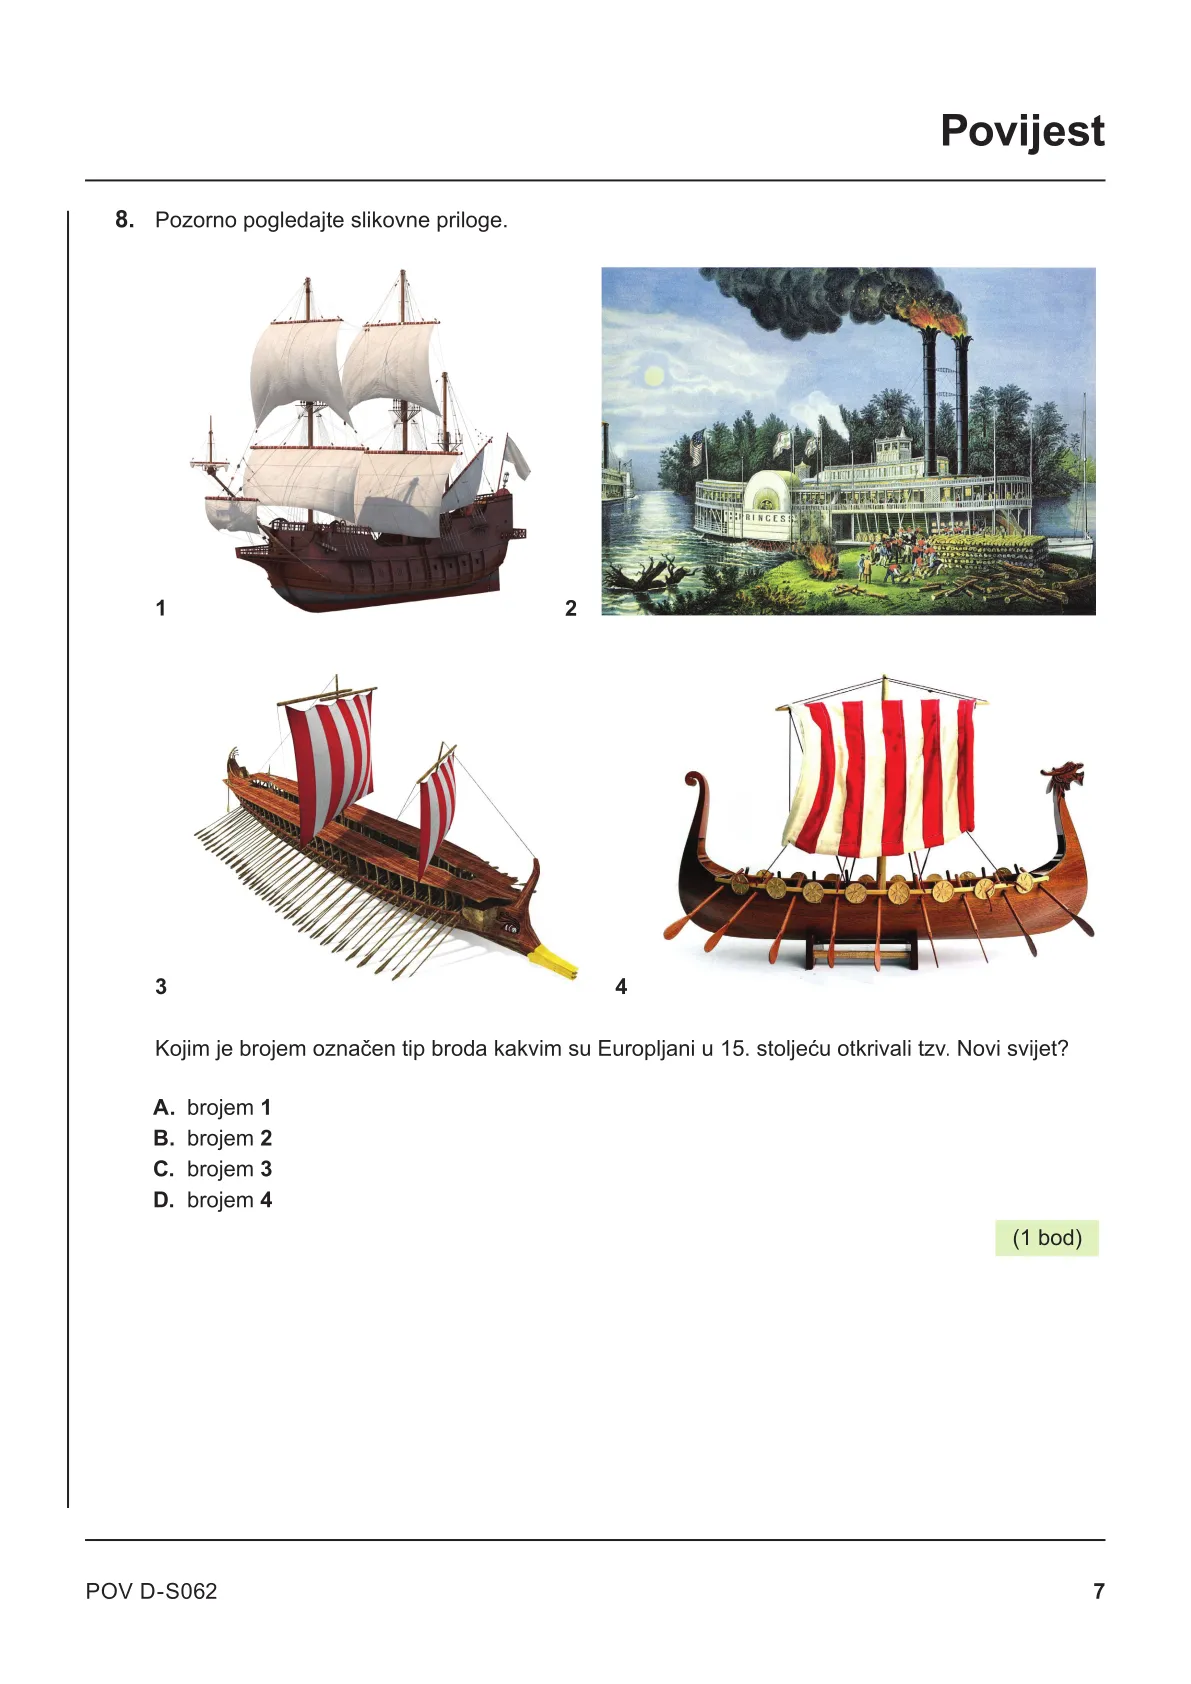 Povijest
8. Pozorno pogledajte slikovne priloge.
PRINCESS
1
2
3
4
Kojim je brojem označen tip broda kakvim su Europljani u 15. stoljeću otkrivali tzv. Novi svijet?
A. brojem 1
B. brojem 2
C. brojem 3
D. brojem 4
(1 bod)
POV D-S062
7